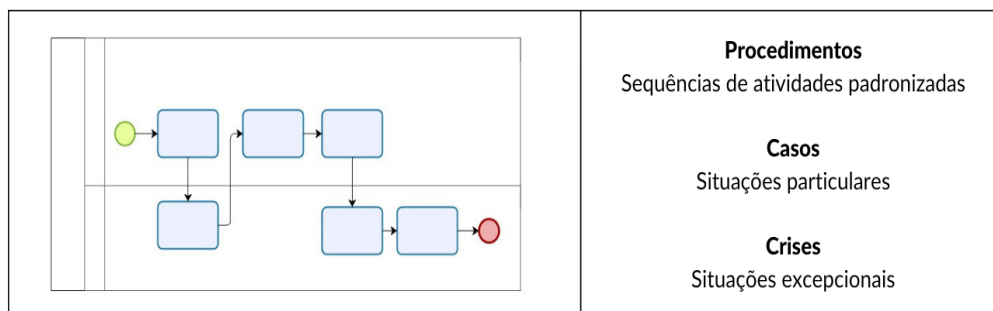 Procedimentos
Sequências de atividades padronizadas
Casos
Situações particulares
Crises
Situações excepcionais